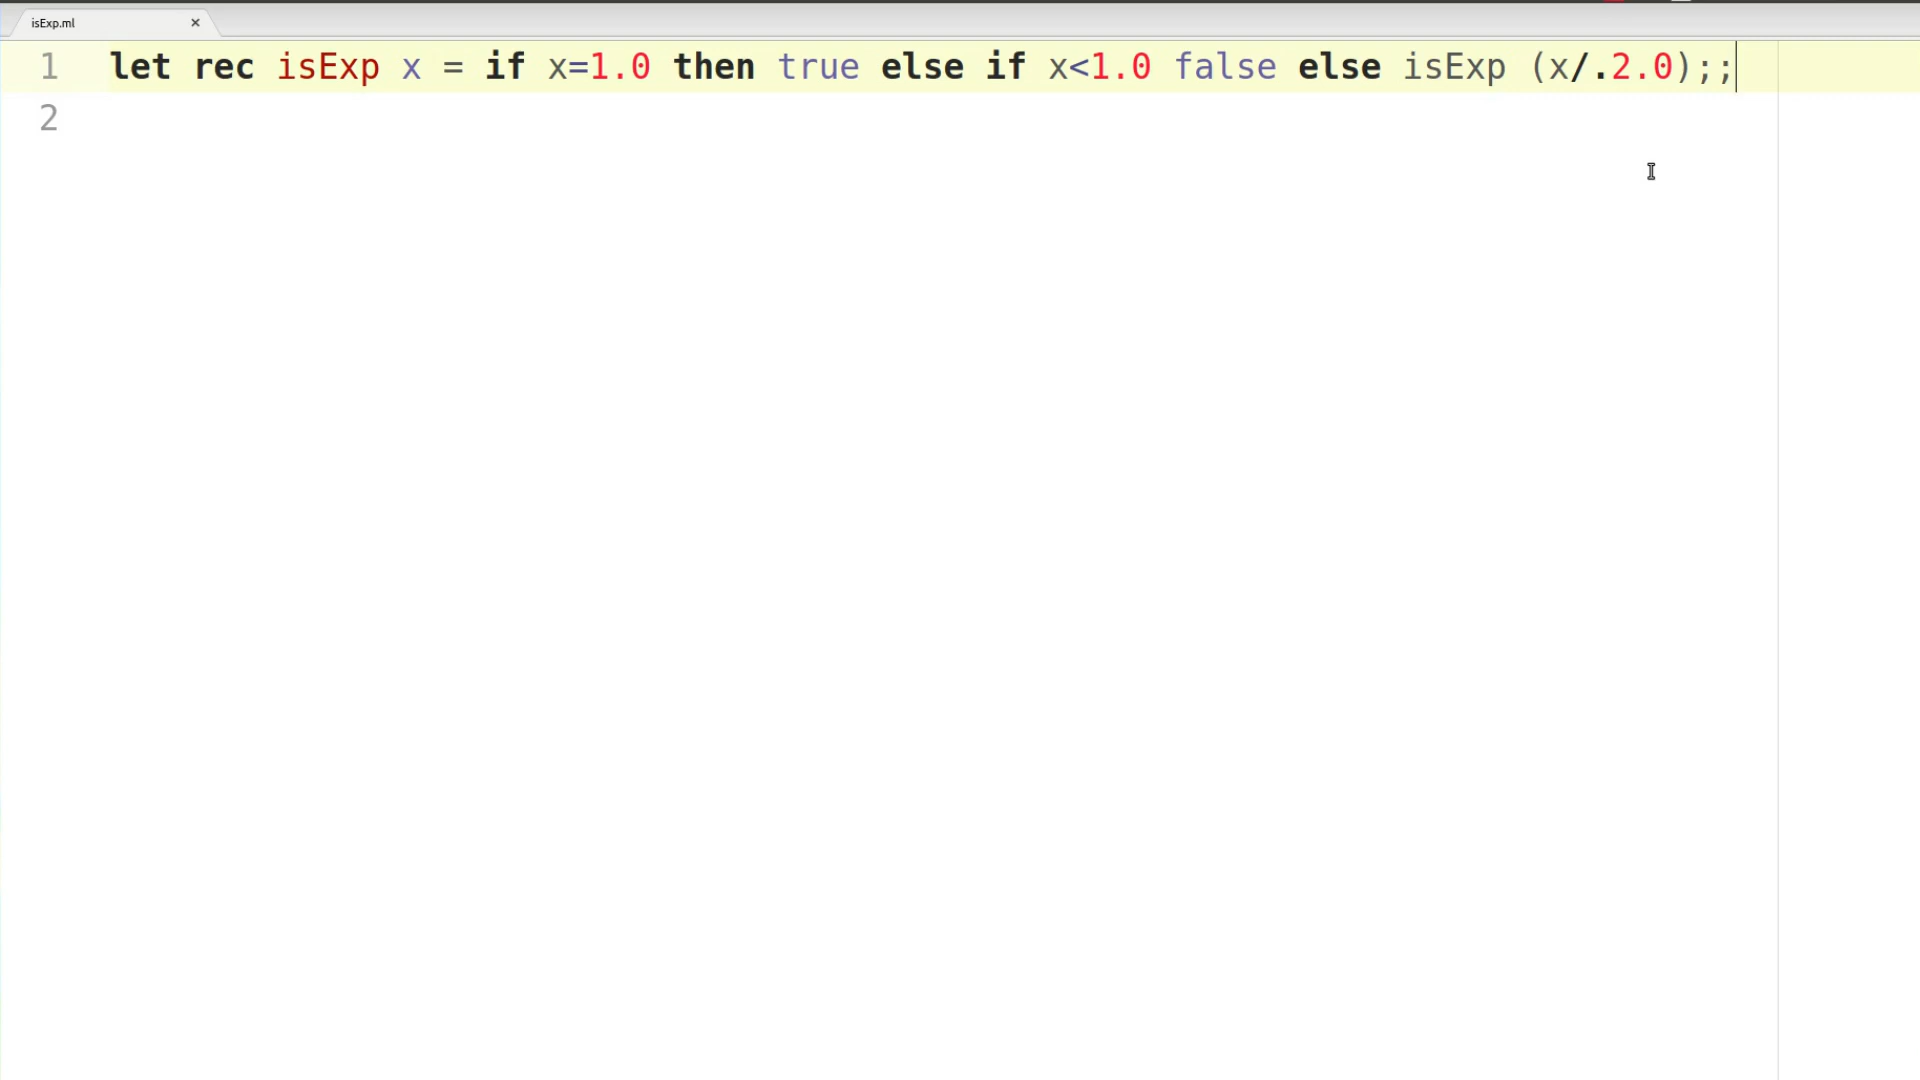 isExp.ml ×
1 let rec isExp x = if x=1.0 then true else if x<1.0 false else isExp (x/.2.0);;
2